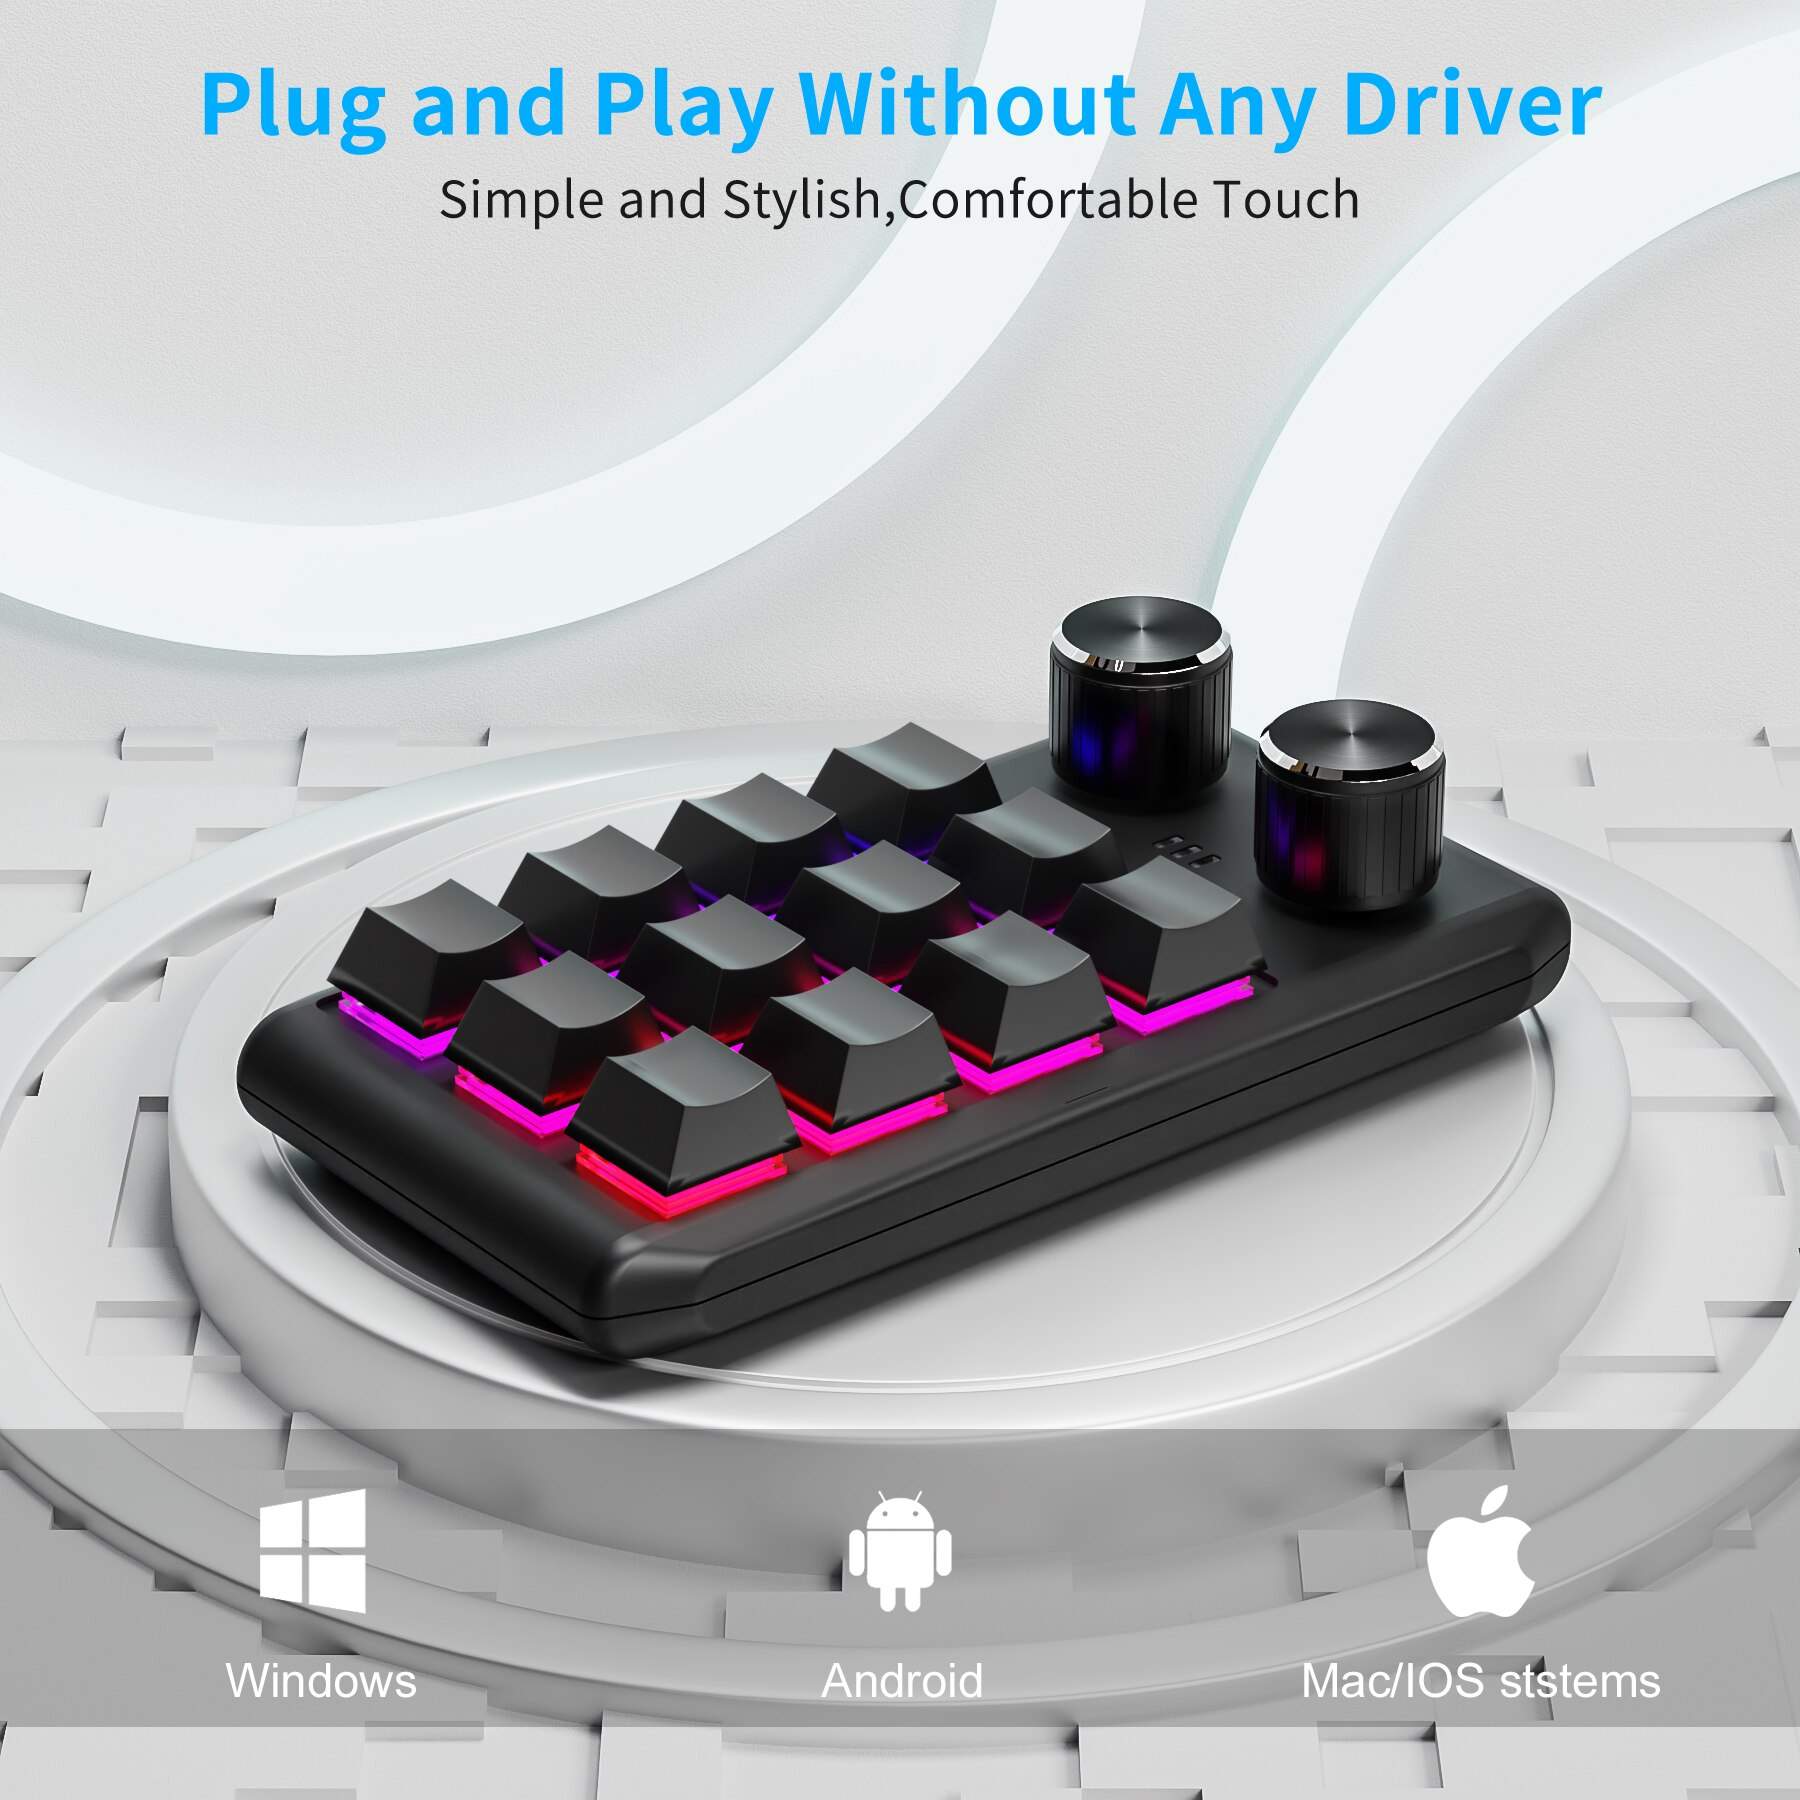 Plug and Play Without Any Driver
Simple and Stylish,Comfortable Touch
Windows
Android
Mac/IOS ststems